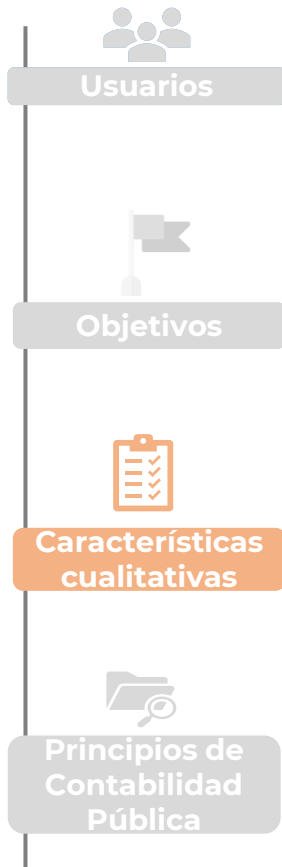 Usuarios
Objetivos
Características
cualitativas
Principios de
Contabilidad
Pública